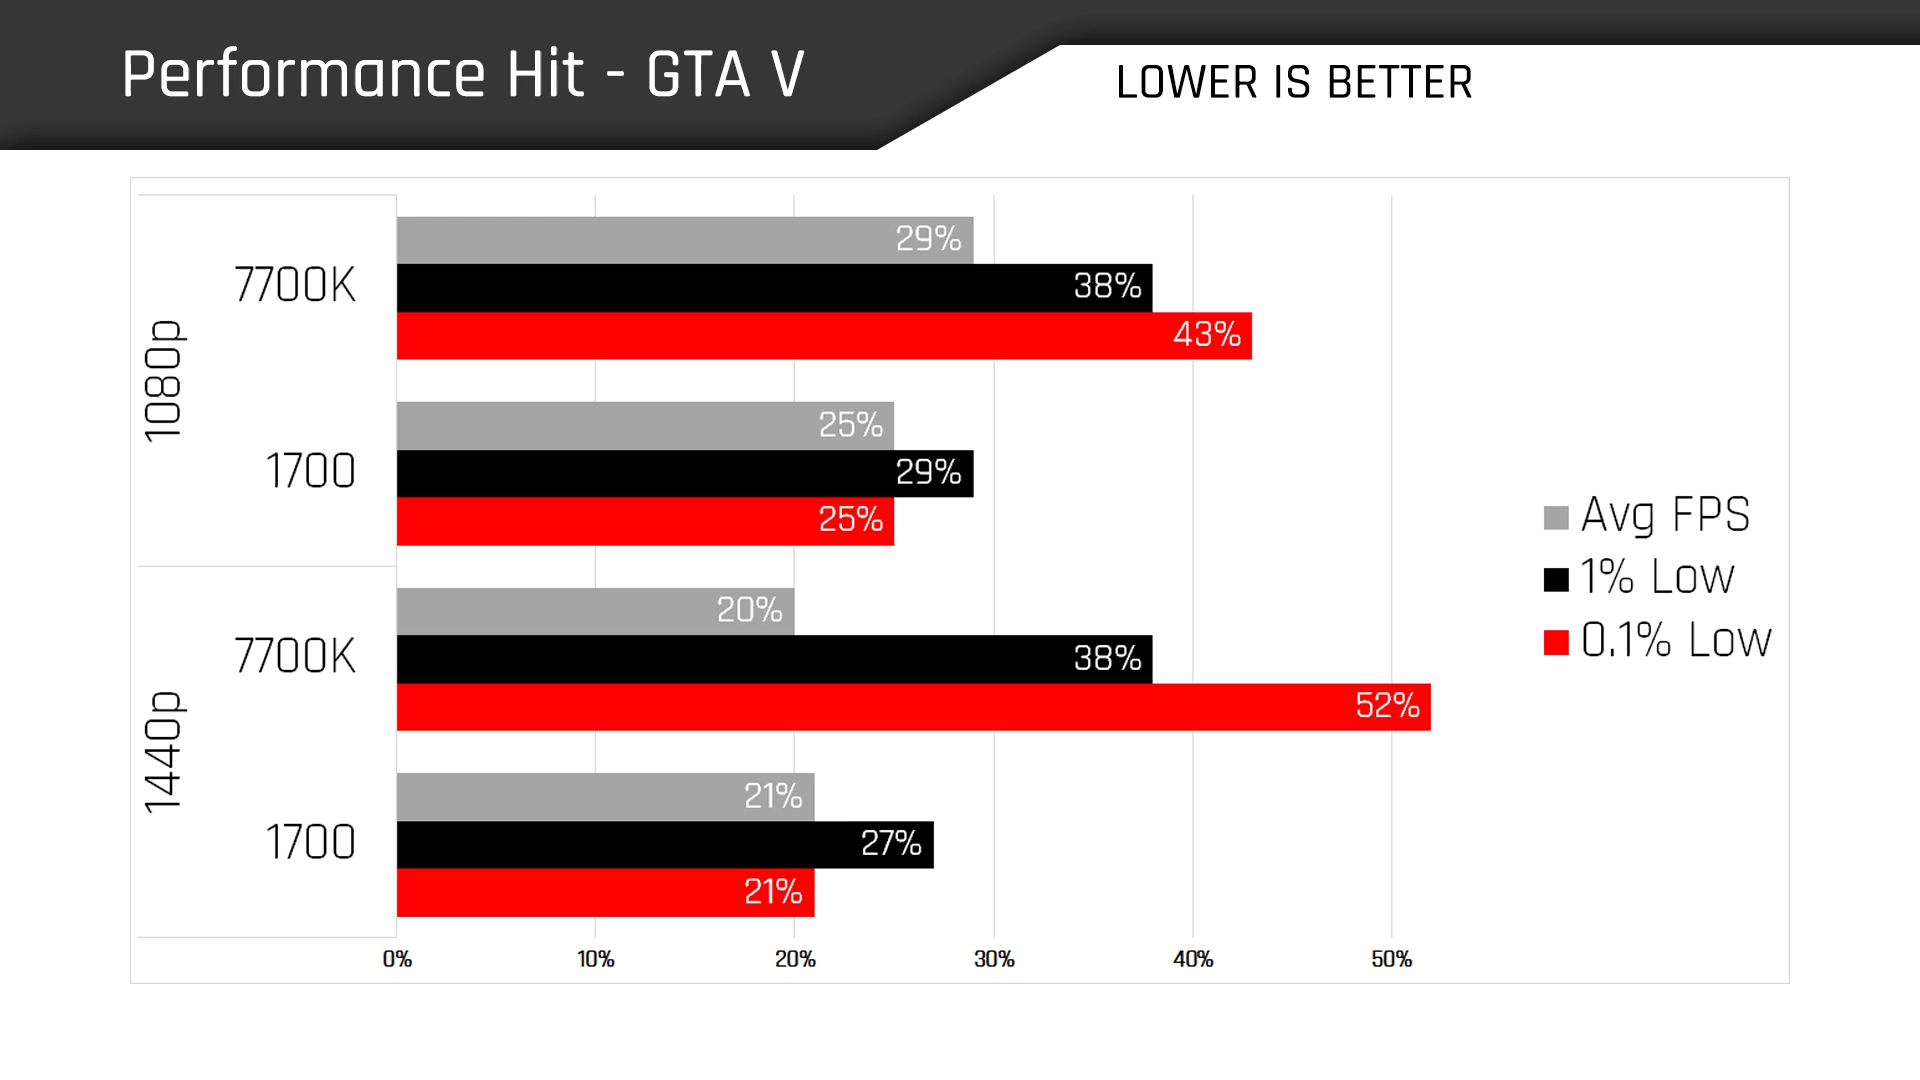 Performance Hit - GTA V
LOWER IS BETTER
1080p
7700K
29%
38%
43%
1700
25%
29%
25%
1440p
7700K
20%
38%
52%
1700
21%
27%
21%
0% 10% 20% 30% 40% 50%
Avg FPS
1% Low
0.1% Low